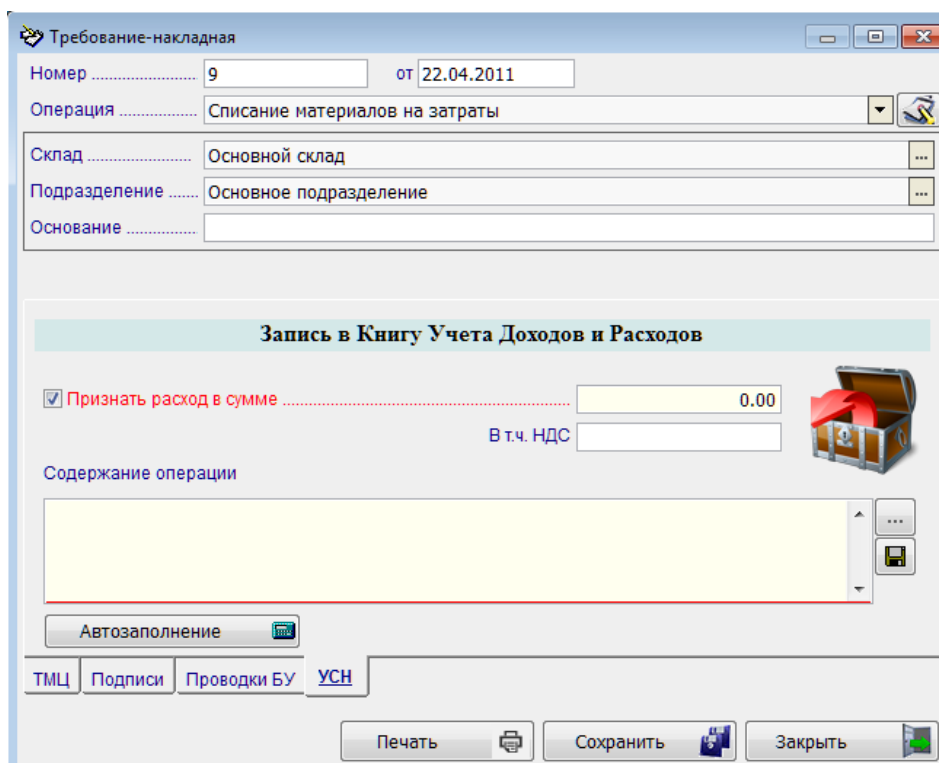 Требование-накладная
Номер ........................ 9 от 22.04.2011
Операция .................. Списание материалов на затраты
Склад ........................ Основной склад ...
Подразделение ....... Основное подразделение ...
Основание ................
Запись в Книгу Учета Доходов и Расходов
Признать расход в сумме .................................................................. 0.00
В т.ч. НДС
Содержание операции
...
Автозаполнение
ТМЦ Подписи Проводки БУ УСН
Печать Сохранить Закрыть